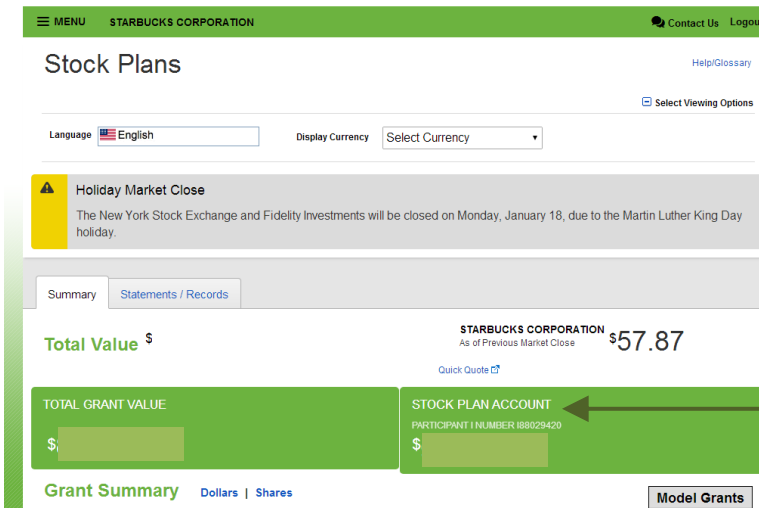 MENU STARBUCKS CORPORATION Contact Us Logou
Stock Plans Help/Glossary
Select Viewing Options
Language English Display Currency Select Currency
Holiday Market Close
The New York Stock Exchange and Fidelity Investments will be closed on Monday, January 18, due to the Martin Luther King Day
holiday.
Summary Statements / Records
Total Value $ STARBUCKS CORPORATION $57.87
As of Previous Market Close
Quick Quote
TOTAL GRANT VALUE STOCK PLAN ACCOUNT
PARTICIPANT I NUMBER I88029420
$ $
Grant Summary Dollars | Shares Model Grants